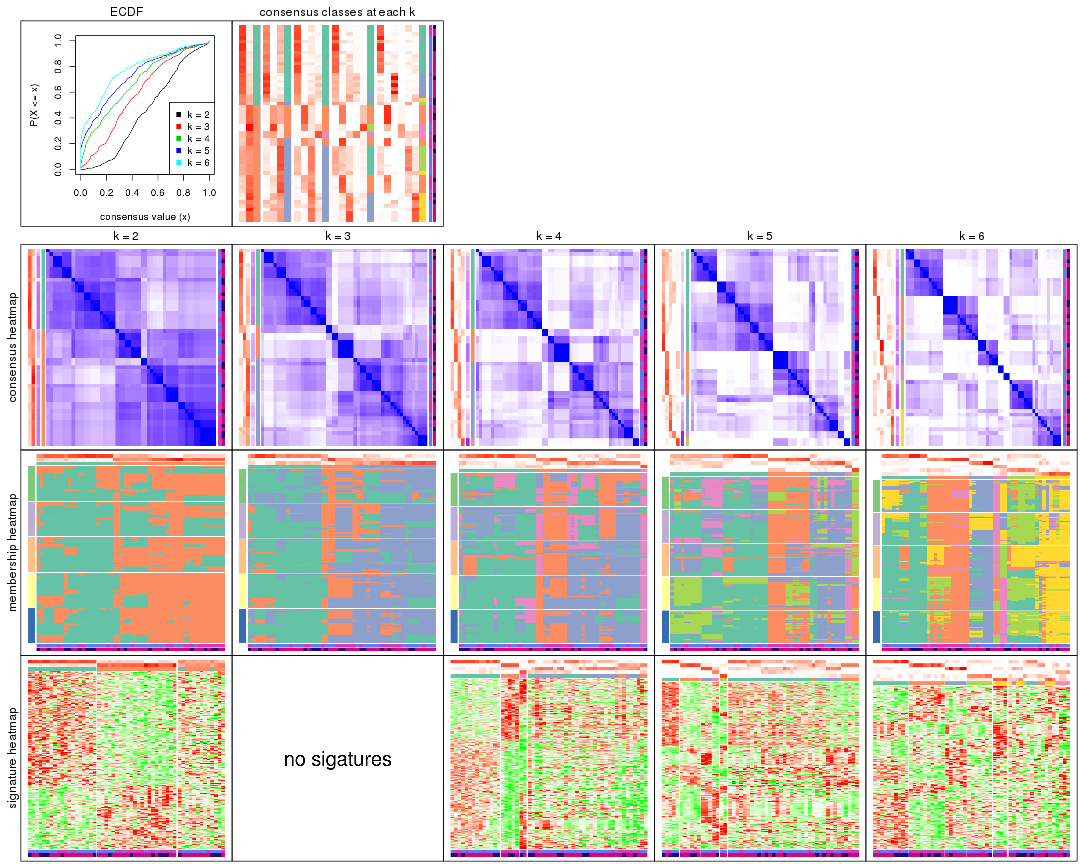 ECDF
consensus classes at each k
P(X <= x)
1.0
0.8
0.6
0.4
0.2
0.0
k = 2
k = 3
k = 4
k = 5
k = 6
0.0 0.2 0.4 0.6 0.8 1.0
consensus value (x)
k = 2
k = 3
k = 4
k = 5
k = 6
consensus heatmap
membership heatmap
signature heatmap
no sigatures